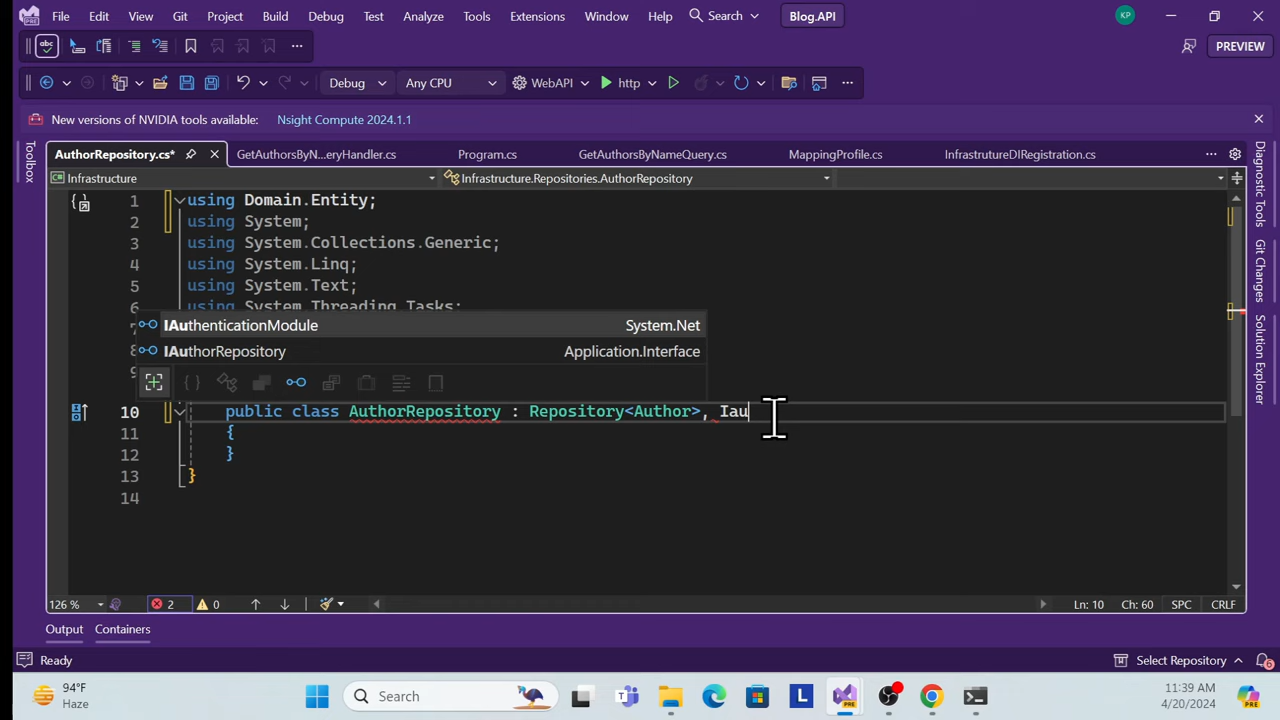 File Edit View Git Project Build Debug Test Analyze Tools Extensions Window Help Search Blog.API KP
abc PREVIEW
Debug Any CPU WebAPI http
New versions of NVIDIA tools available: Nsight Compute 2024.1.1
Toolbox
AuthorRepository.cs* GetAuthorsByN...eryHandler.cs Program.cs GetAuthorsByNameQuery.cs MappingProfile.cs InfrastrutureDIRegistration.cs
Infrastructure Infrastructure.Repositories.AuthorRepository
1 using Domain.Entity;
2 using System;
3 using System.Collections.Generic;
4 using System.Linq;
5 using System.Text;
6 using System.Threading.Tasks;
IAuthenticationModule System.Net
IAuthorRepository Application.Interface
10 public class AuthorRepository : Repository<Author>, Iau
11 {
12 }
13 }
14
Diagnostic Tools
Git Changes
Solution Explorer
126 % 2 0 Ln: 10 Ch: 60 SPC CRLF
Output Containers
Ready Select Repository 6
94°F
Haze
Search
L
PRE
11:39 AM
4/20/2024
PRE